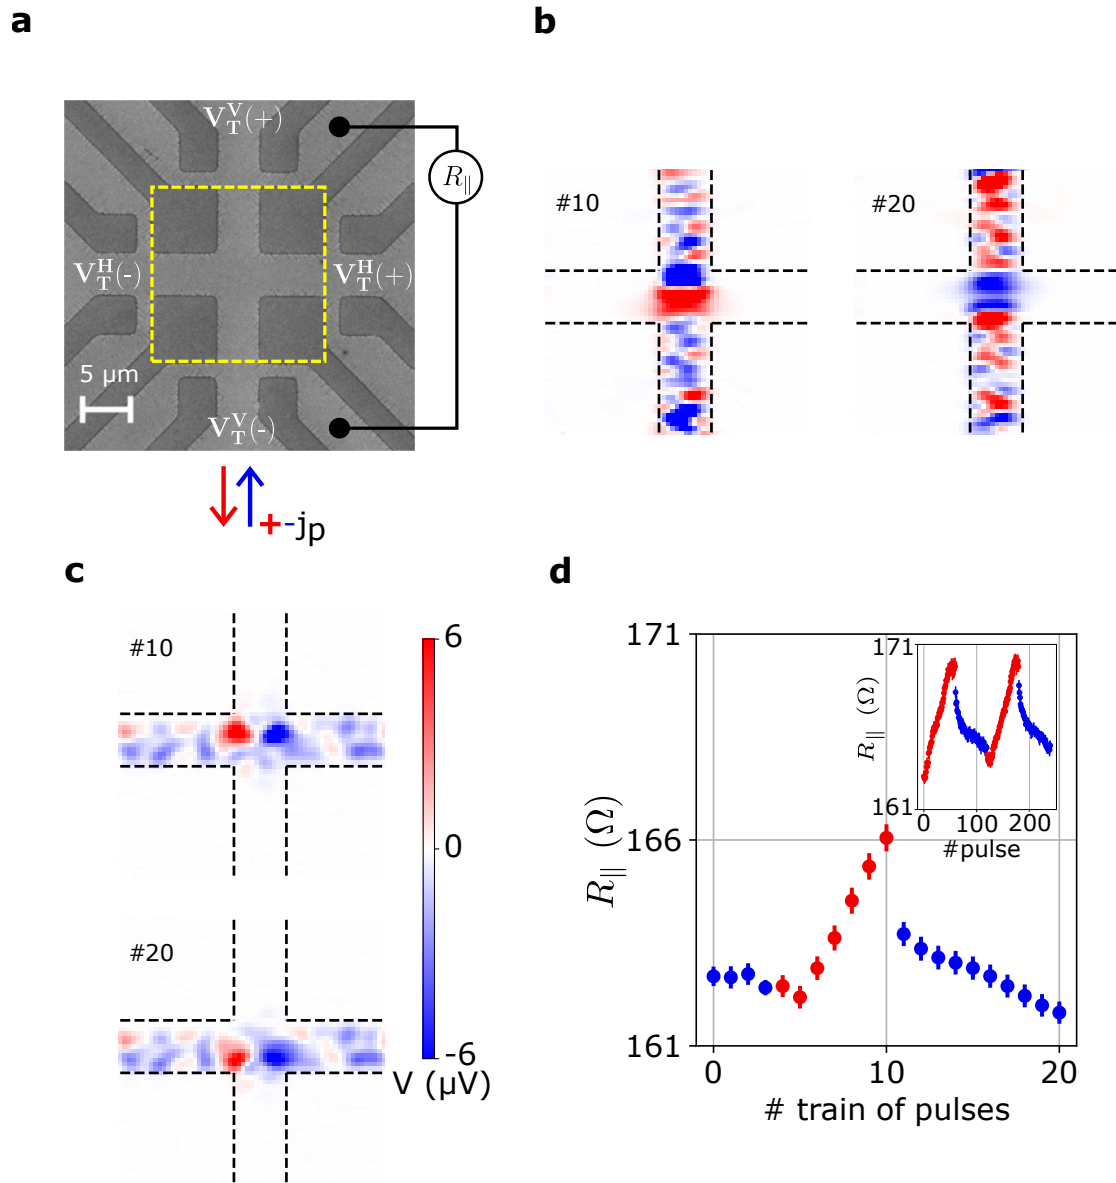 a
V_T^V(+)
R_∥
V_T^H(-)
V_T^H(+)
5 μm
V_T^V(-)
+-jp
b
#10
#20
c
#10
6
0
#20
-6
V (μV)
d
171
166
161
R_∥ (Ω)
0
10
20
# train of pulses
171
161
R_∥ (Ω)
0
100
200
#pulse